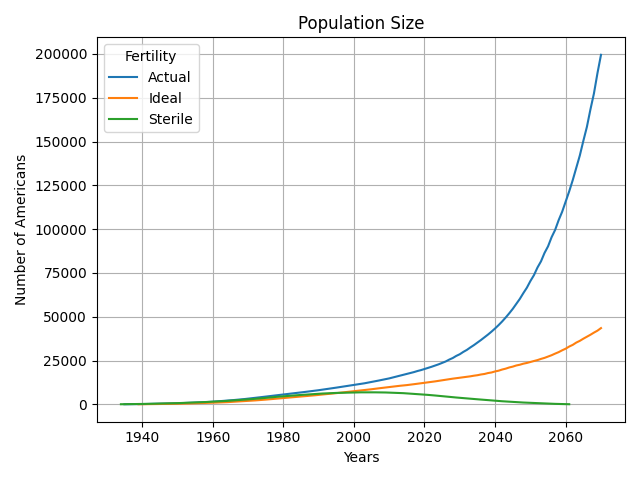 Population Size
Fertility
Actual
Ideal
Sterile
200000
175000
150000
125000
100000
75000
50000
25000
0
Number of Americans
1940 1960 1980 2000 2020 2040 2060
Years